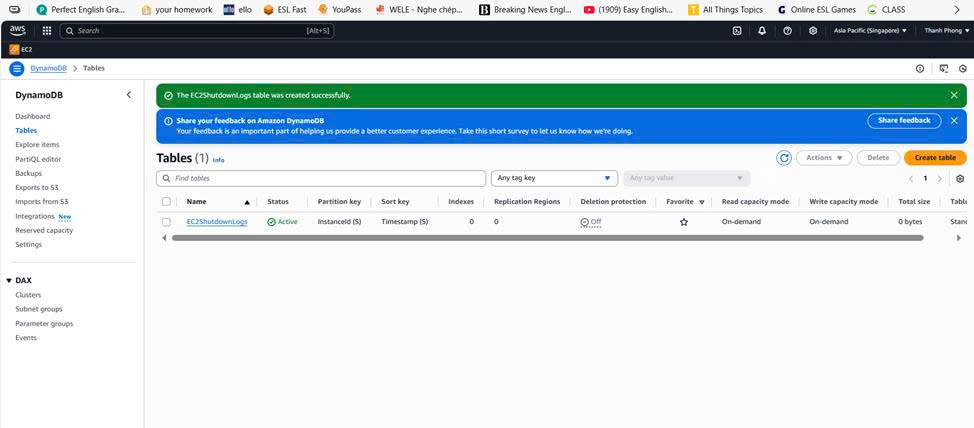 Perfect English Gra... your homework ello ESL Fast YouPass WELE - Nghe chép... Breaking News Engl... (1909) Easy English... All Things Topics Online ESL Games CLASS
aws Search [Alt+S] Asia Pacific (Singapore) Thanh Phong
EC2
DynamoDB > Tables
DynamoDB
Dashboard
Tables
Explore items
PartiQL editor
Backups
Exports to S3
Imports from S3
Integrations New
Reserved capacity
Settings
DAX
Clusters
Subnet groups
Parameter groups
Events
The EC2ShutdownLogs table was created successfully.
Share your feedback on Amazon DynamoDB
Your feedback is an important part of helping us provide a better customer experience. Take this short survey to let us know how we're doing.
Share feedback
Tables (1) Info
Actions Delete Create table
Find tables Any tag key Any tag value 1
Name Status Partition key Sort key Indexes Replication Regions Deletion protection Favorite Read capacity mode Write capacity mode Total size Table
EC2ShutdownLogs Active InstanceId (S) Timestamp (S) 0 0 Off On-demand On-demand 0 bytes Stand